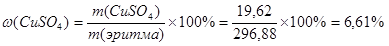 ω(CuSO₄) = m(CuSO₄)/m(эритма) × 100% = 19,62/296,88 × 100% = 6,61%